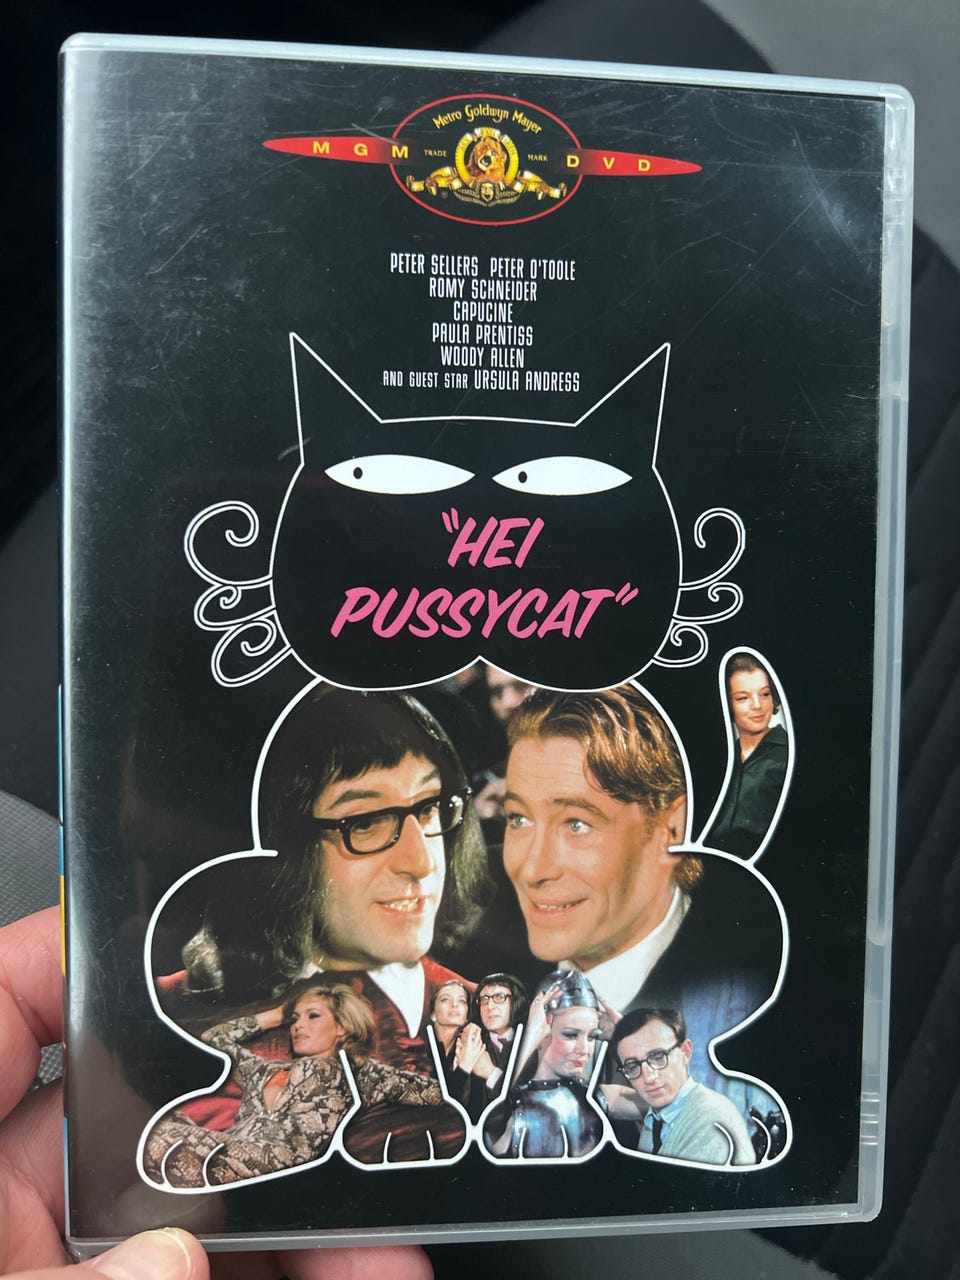 Metro Goldwyn Mayer
MGM TRADE MARK DVD
PETER SELLERS PETER O'TOOLE
ROMY SCHNEIDER
CAPUCINE
PAULA PRENTISS
WOODY ALLEN
AND GUEST STAR URSULA ANDRESS
"HEI
PUSSYCAT"